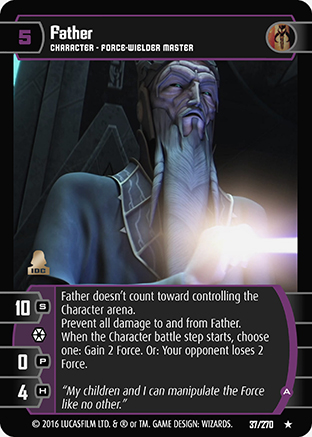 5
Father
CHARACTER - FORCE-WIELDER MASTER
IDC
10 S
0 P
4 H
Father doesn't count toward controlling the
Character arena.
Prevent all damage to and from Father.
When the Character battle step starts, choose
one: Gain 2 Force. Or: Your opponent loses 2
Force.
"My children and I can manipulate the Force
like no other."
A
© 2016 LUCASFILM LTD. & ® or TM. GAME DESIGN: WIZARDS. 37/270 ★